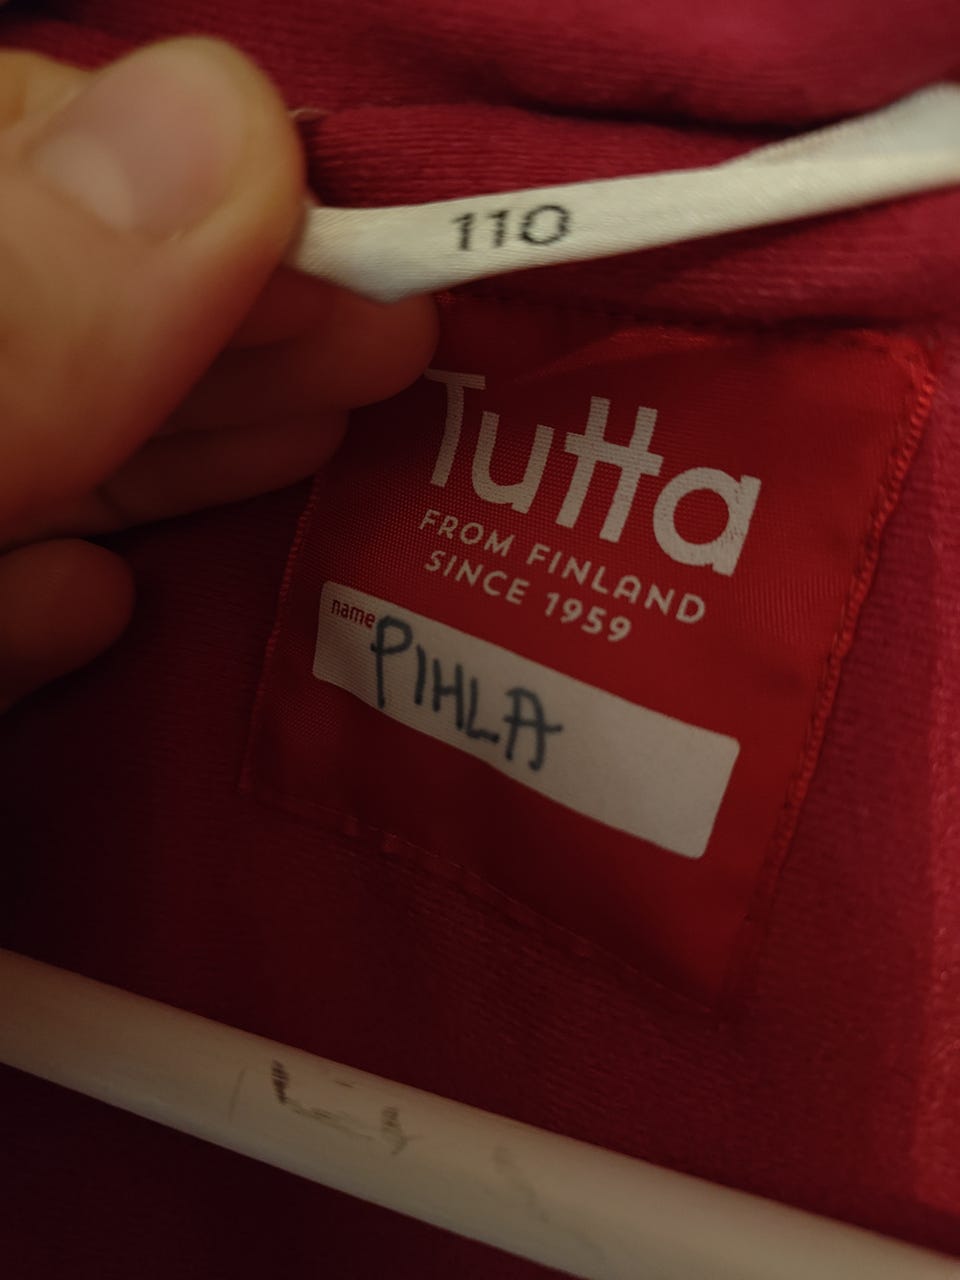 110
Tutta
FROM FINLAND
SINCE 1959
name
PIHLA